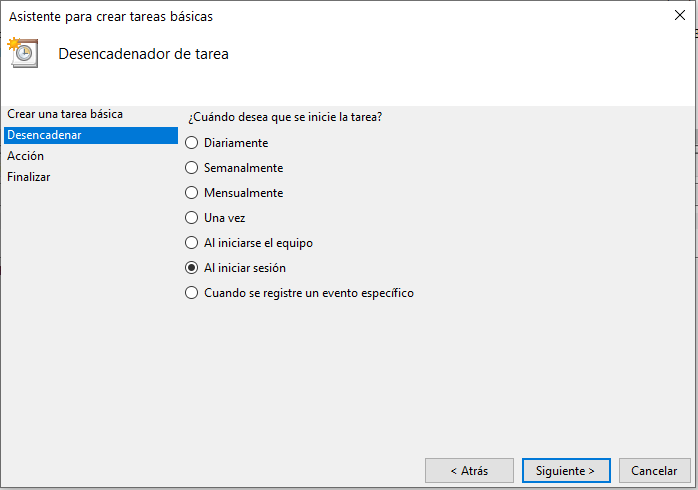 Asistente para crear tareas básicas
Desencadenador de tarea
Crear una tarea básica
Desencadenar
Acción
Finalizar
¿Cuándo desea que se inicie la tarea?
Diariamente
Semanalmente
Mensualmente
Una vez
Al iniciarse el equipo
Al iniciar sesión
Cuando se registre un evento específico
< Atrás
Siguiente >
Cancelar